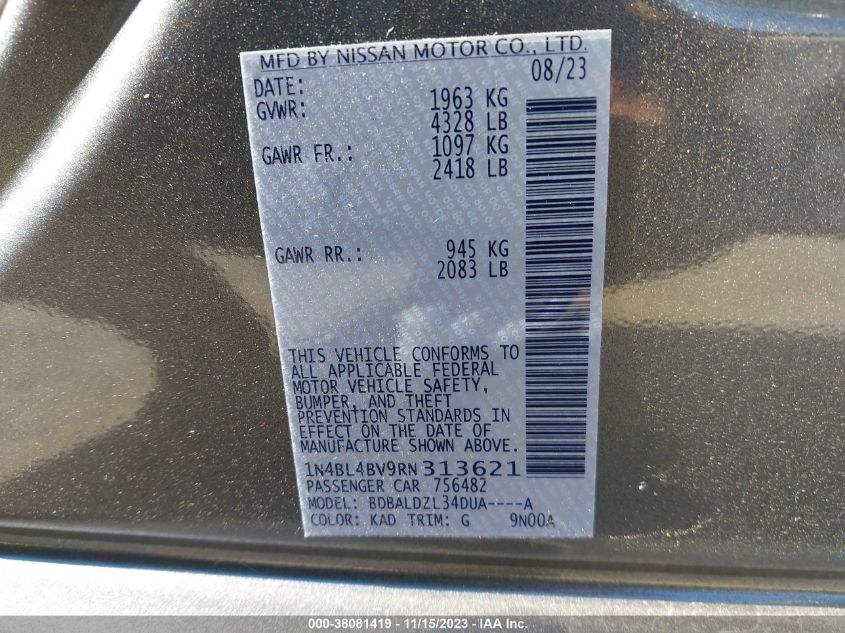 MFD BY NISSAN MOTOR CO., LTD.
DATE: 08/23
GVWR: 1963 KG
4328 LB
GAWR FR.: 1097 KG
2418 LB
GAWR RR.: 945 KG
2083 LB
THIS VEHICLE CONFORMS TO
ALL APPLICABLE FEDERAL
MOTOR VEHICLE SAFETY,
BUMPER, AND THEFT
PREVENTION STANDARDS IN
EFFECT ON THE DATE OF
MANUFACTURE SHOWN ABOVE.
1N4BL4BV9RN313621
PASSENGER CAR 756482
MODEL: BDBALDZL34DUA----A
COLOR: KAD TRIM: G 9N00A
000-38081419 - 11/15/2023 - IAAI.com